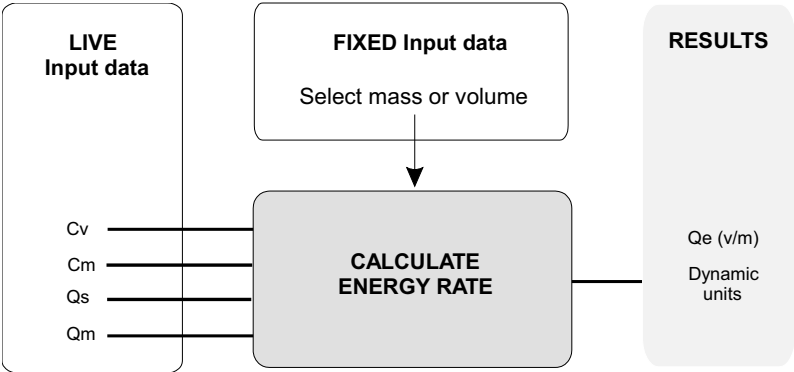 LIVE
Input data
Cv
Cm
Qs
Qm
FIXED Input data
Select mass or volume
CALCULATE
ENERGY RATE
RESULTS
Qe (v/m)
Dynamic
units